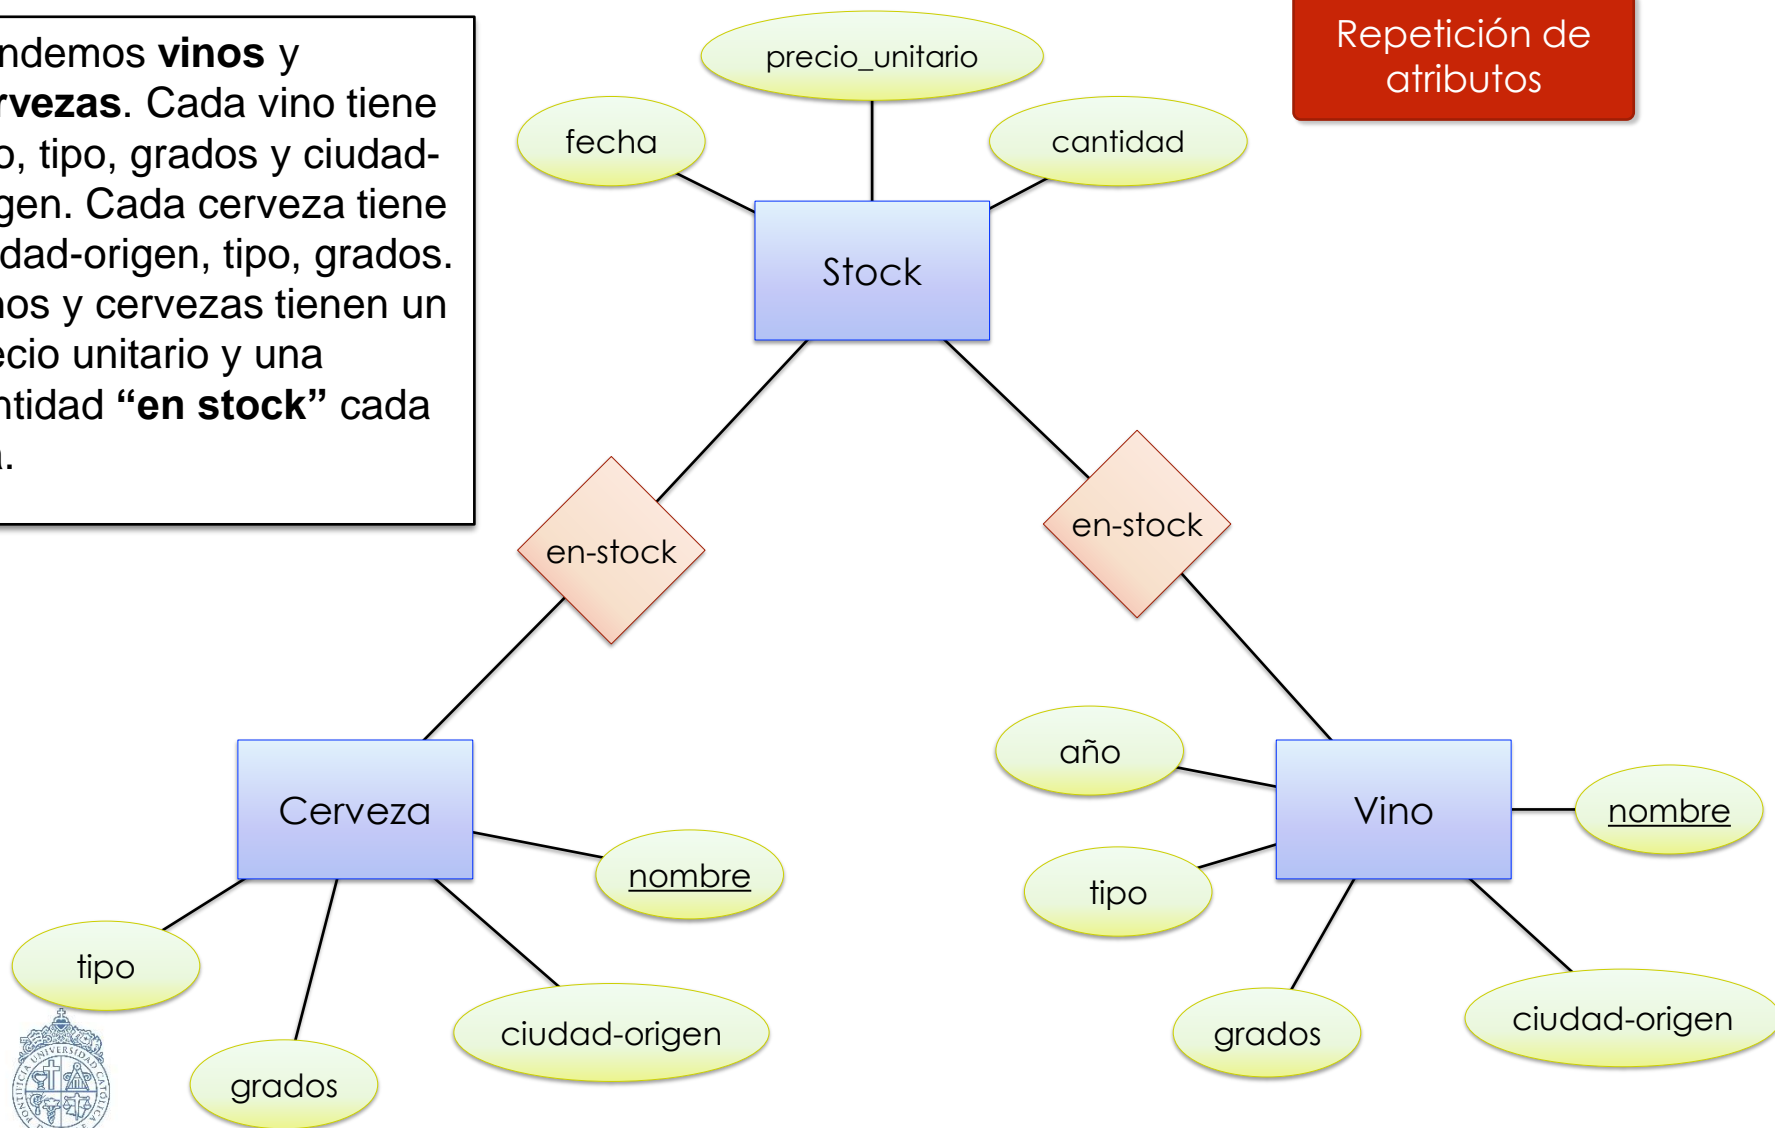 ndemos vinos y
rvezas. Cada vino tiene
o, tipo, grados y ciudad-
gen. Cada cerveza tiene
dad-origen, tipo, grados.
nos y cervezas tienen un
ecio unitario y una
ntidad “en stock” cada
a.
Repetición de
atributos
precio_unitario
fecha
cantidad
Stock
en-stock
en-stock
Cerveza
nombre
tipo
grados
ciudad-origen
año
Vino
nombre
tipo
grados
ciudad-origen
UNIVERSIDAD